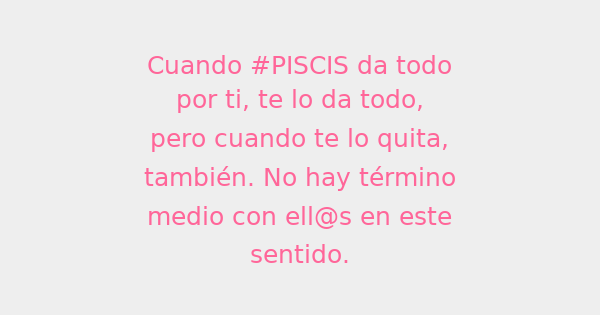 Cuando #PISCIS da todo
por ti, te lo da todo,
pero cuando te lo quita,
también. No hay término
medio con ell@s en este
sentido.